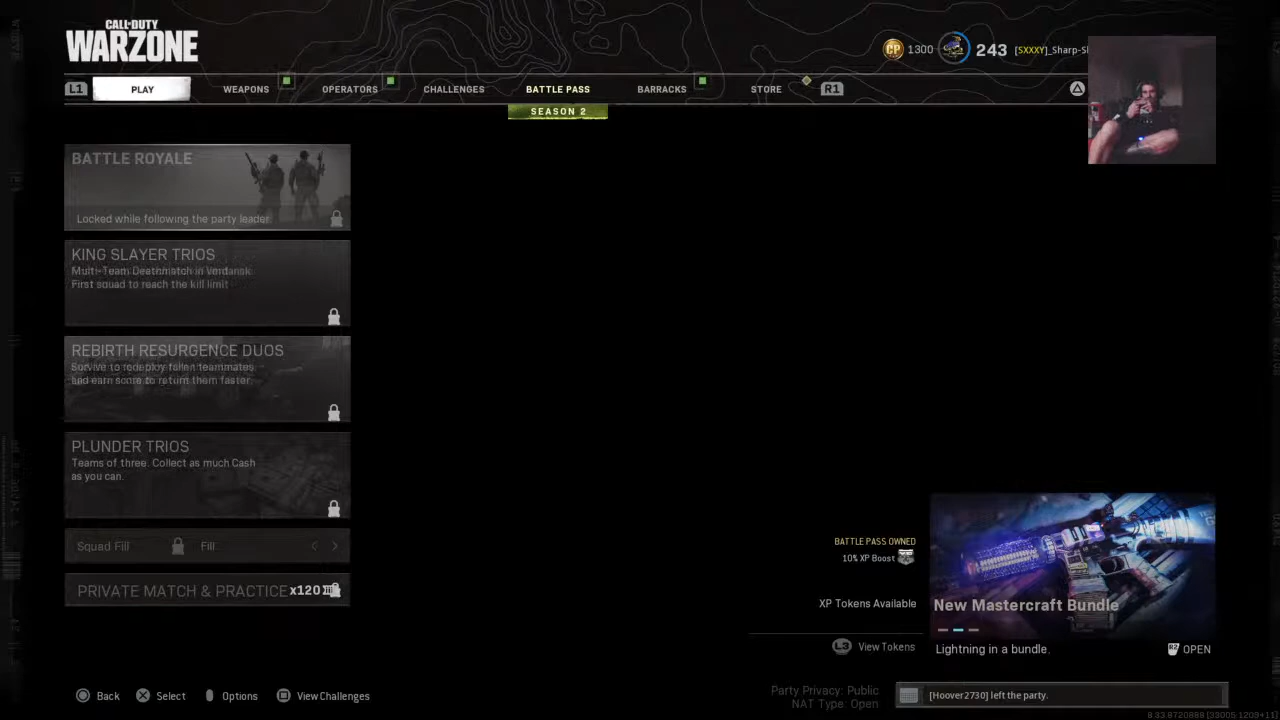 CALL OF DUTY
WARZONE
CP 1300 243 [SXXXY]_Sharp-S
L1 PLAY WEAPONS OPERATORS CHALLENGES BATTLE PASS BARRACKS STORE R1
SEASON 2
BATTLE ROYALE
Locked while following the party leader
KING SLAYER TRIOS
Multi-Team Deathmatch in Verdansk.
First squad to reach the kill limit
REBIRTH RESURGENCE DUOS
Survive to redeploy fallen teammates
and earn score to return them faster.
PLUNDER TRIOS
Teams of three. Collect as much Cash
as you can.
Squad Fill Fill
PRIVATE MATCH & PRACTICE x120
BATTLE PASS OWNED
10% XP Boost
XP Tokens Available
L3 View Tokens
New Mastercraft Bundle
Lightning in a bundle.
R2 OPEN
Back Select Options View Challenges
Party Privacy: Public
NAT Type: Open
[Hoover2730] left the party.